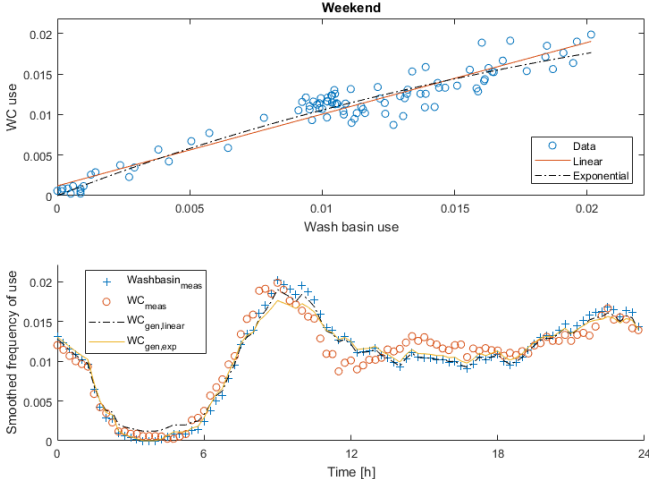 Weekend
0.02
0.015
0.01
0.005
0
WC use
0
0.005
0.01
0.015
0.02
Wash basin use
Data
Linear
Exponential
0.02
0.015
0.01
0.005
0
Smoothed frequency of use
0
6
12
18
24
Time [h]
Washbasin_meas
WC_meas
WC_gen,linear
WC_gen,exp